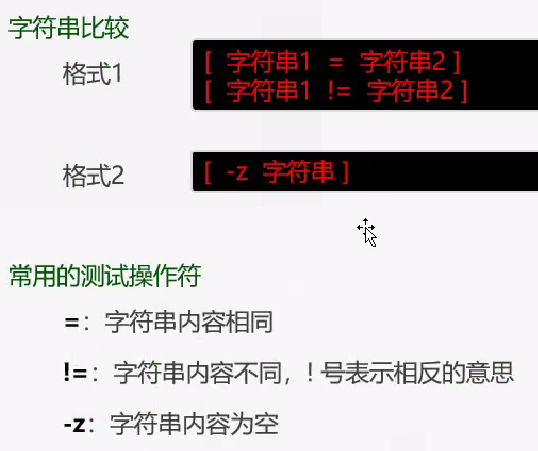 字符串比较
格式1
[ 字符串1 = 字符串2 ]
[ 字符串1 != 字符串2 ]
格式2
[ -z 字符串 ]
常用的测试操作符
=：字符串内容相同
!=：字符串内容不同，! 号表示相反的意思
-z：字符串内容为空